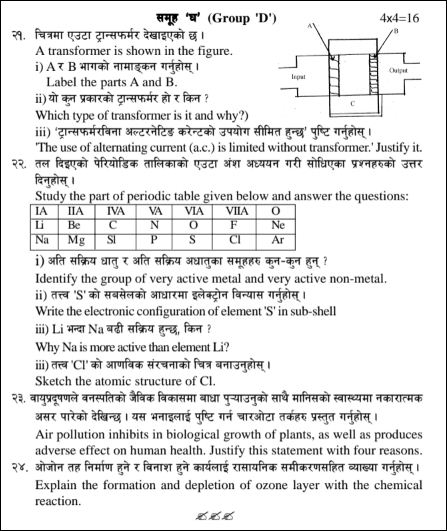 समूह 'घ' (Group 'D') 4x4=16
२१. चित्रमा एउटा ट्रान्सफर्मर देखाइएको छ ।
A transformer is shown in the figure.
i) A र B भागको नामाङ्कन गर्नुहोस् ।
Label the parts A and B.
ii) यो कुन प्रकारको ट्रान्सफर्मर हो र किन ?
Which type of transformer is it and why?)
iii) 'ट्रान्सफर्मरविना अल्टरनेटिङ करेन्टको उपयोग सीमित हुन्छ' पुष्टि गर्नुहोस् ।
'The use of alternating current (a.c.) is limited without transformer.' Justify it.
A
B
Input
Output
C
२२. तल दिइएको पेरियोडिक तालिकाको एउटा अंश अध्ययन गरी सोधिएका प्रश्नहरुको उत्तर
दिनुहोस् ।
Study the part of periodic table given below and answer the questions:
IA IIA IVA VA VIA VIIA O
Li Be C N O F Ne
Na Mg Sl P S Cl Ar
i) अति सक्रिय धातु र अति सक्रिय अधातुका समूहहरु कुन-कुन हुन् ?
Identify the group of very active metal and very active non-metal.
ii) तत्त्व 'S' को सबसेलको आधारमा इलेक्ट्रोन विन्यास गर्नुहोस् ।
Write the electronic configuration of element 'S' in sub-shell
iii) Li भन्दा Na बढी सक्रिय हुन्छ, किन ?
Why Na is more active than element Li?
iii) तत्त्व 'Cl' को आणविक संरचनाको चित्र बनाउनुहोस् ।
Sketch the atomic structure of Cl.
२३. वायुप्रदूषणले वनस्पतिको जैविक विकासमा बाधा पुऱ्याउनुको साथै मानिसको स्वास्थ्यमा नकारात्मक
असर पारेको देखिन्छ । यस भनाइलाई पुष्टि गर्न चारओटा तर्कहरु प्रस्तुत गर्नुहोस् ।
Air pollution inhibits in biological growth of plants, as well as produces
adverse effect on human health. Justify this statement with four reasons.
२४. ओजोन तह निर्माण हुने र विनाश हुने कार्यलाई रासायनिक समीकरणसहित व्याख्या गर्नुहोस् ।
Explain the formation and depletion of ozone layer with the chemical
reaction.